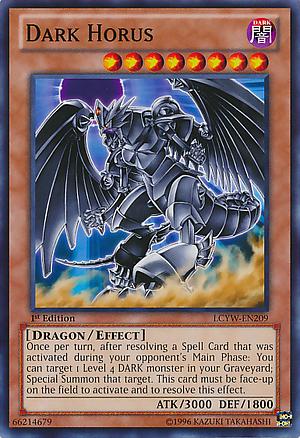 Dark Horus
DARK
闇
1st Edition
LCYW-EN209
[Dragon/Effect]
Once per turn, after resolving a Spell Card that was
activated during your opponent's Main Phase: You
can target 1 Level 4 DARK monster in your Graveyard;
Special Summon that target. This card must be face-up
on the field to activate and to resolve this effect.
ATK/3000 DEF/1800
66214679
©1996 KAZUKI TAKAHASHI